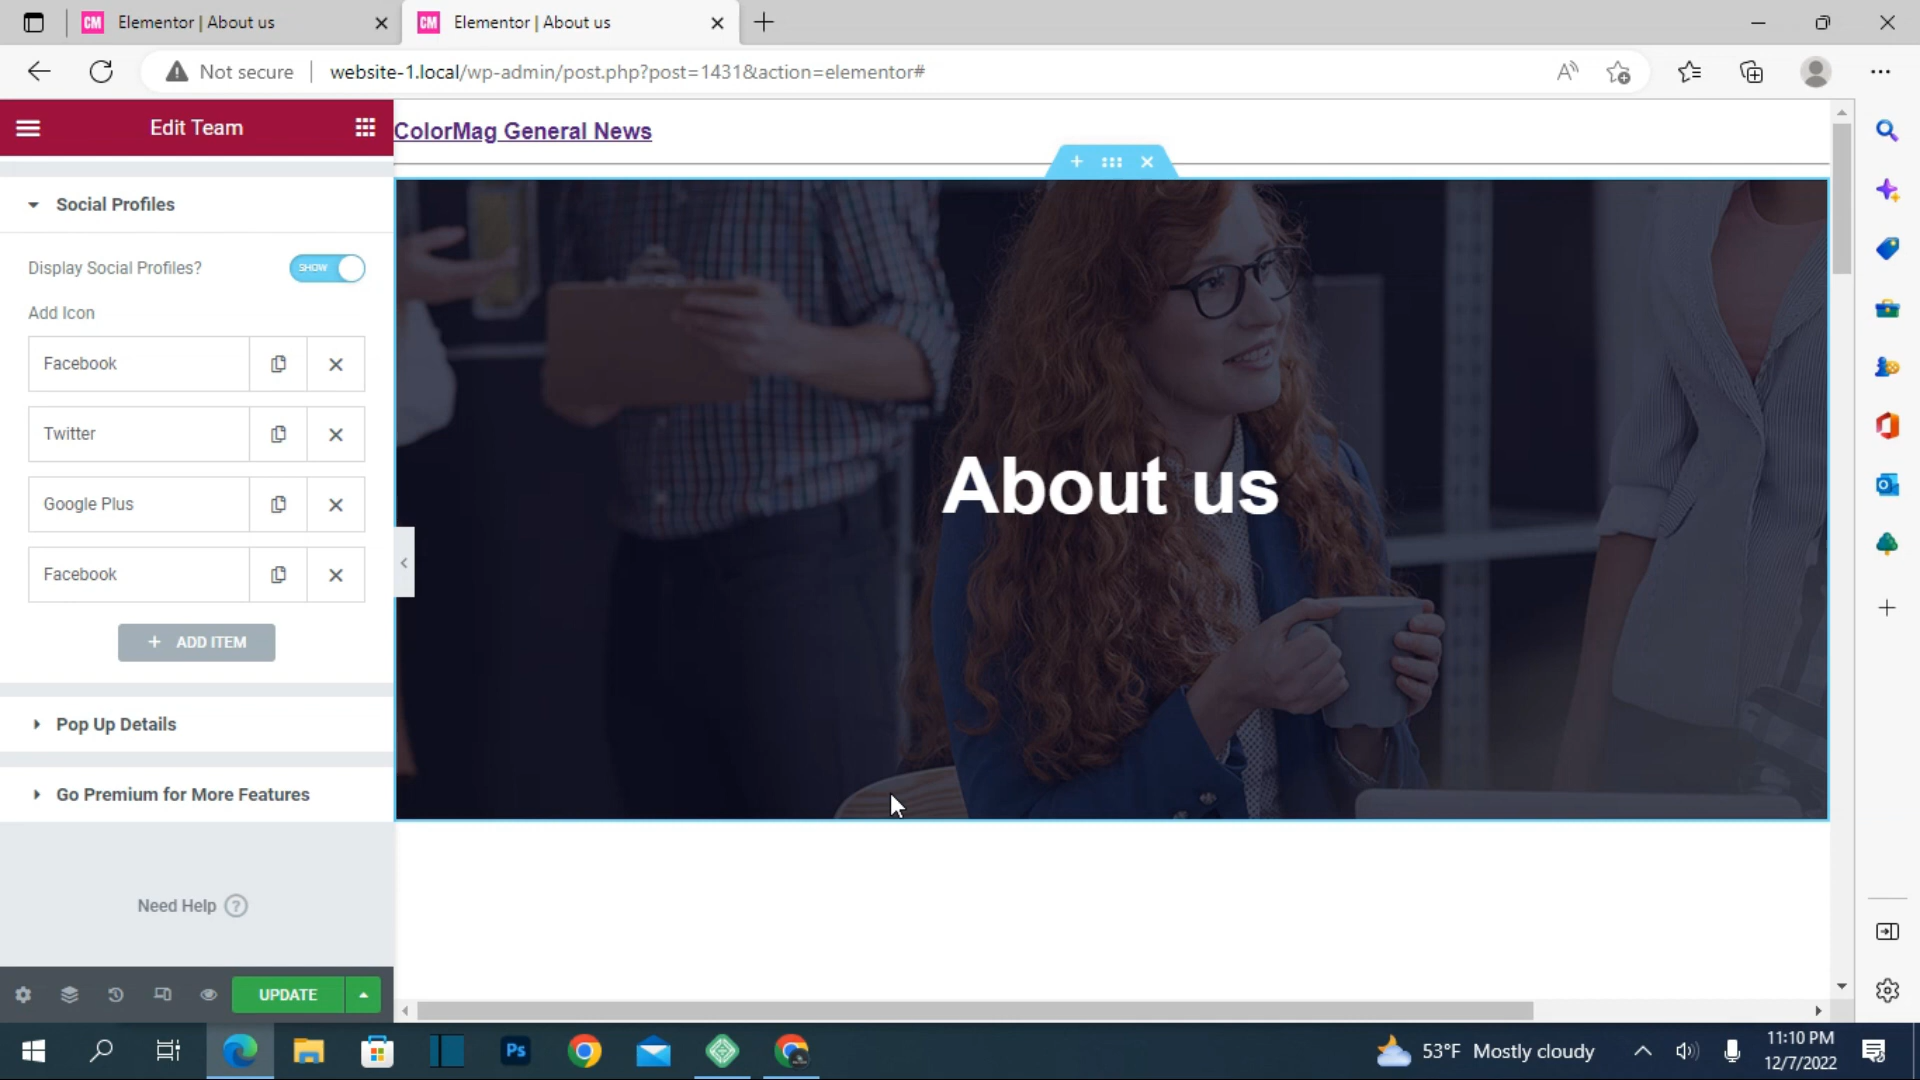 CM Elementor | About us
CM Elementor | About us
Not secure
website-1.local/wp-admin/post.php?post=1431&action=elementor#
Edit Team
ColorMag General News
Social Profiles
Display Social Profiles?
SHOW
Add Icon
Facebook
Twitter
Google Plus
Facebook
+ ADD ITEM
Pop Up Details
Go Premium for More Features
About us
Need Help ?
UPDATE
Ps
53°F Mostly cloudy
11:10 PM
12/7/2022